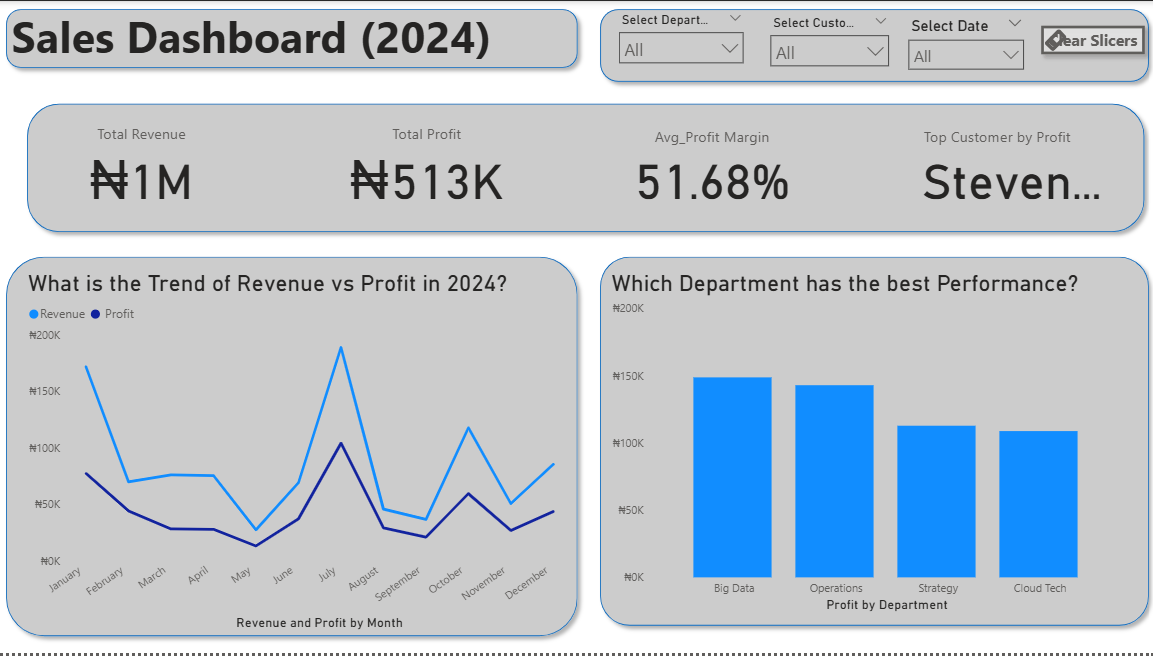 Sales Dashboard (2024)
Select Depart...
All
Select Custo...
All
Select Date
All
ear Slicers
Total Revenue
₦1M
Total Profit
₦513K
Avg_Profit Margin
51.68%
Top Customer by Profit
Steven...
What is the Trend of Revenue vs Profit in 2024?
Revenue Profit
₦200K
₦150K
₦100K
₦50K
₦0K
January February March April May June July August September October November December
Revenue and Profit by Month
Which Department has the best Performance?
₦200K
₦150K
₦100K
₦50K
₦0K
Big Data Operations Strategy Cloud Tech
Profit by Department